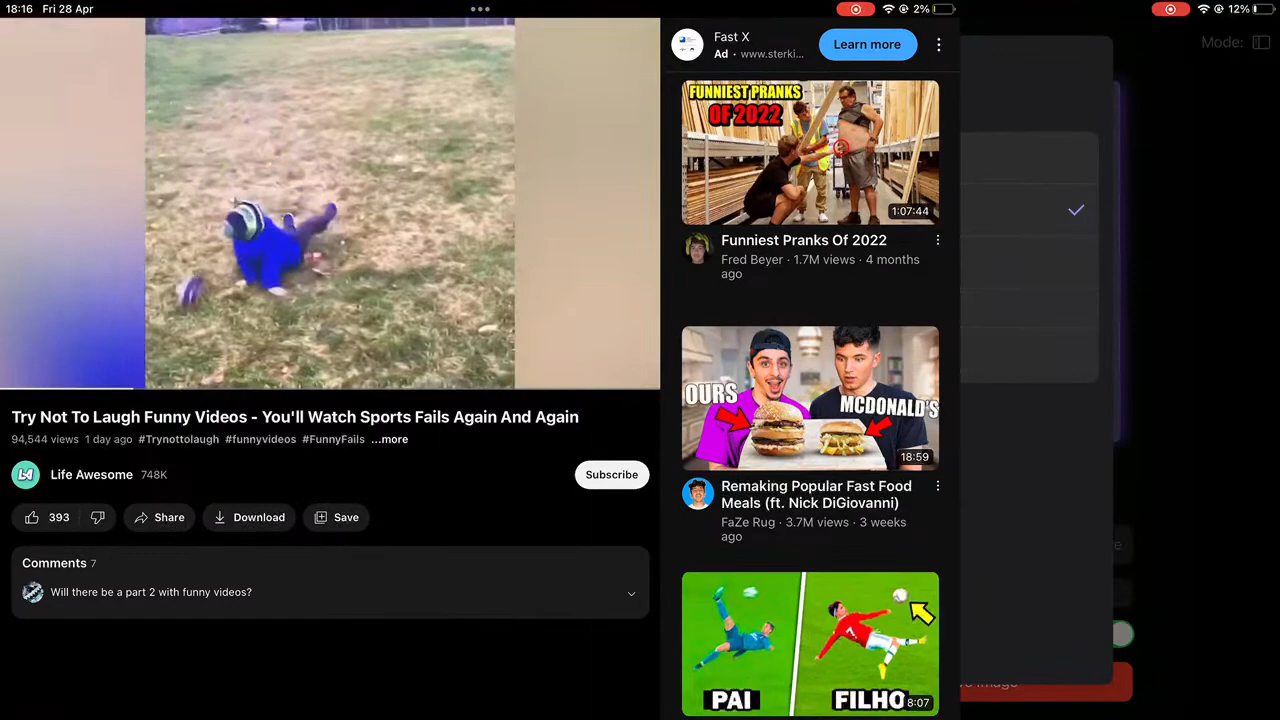 18:16 Fri 28 Apr
2%
12%
Mode:
Fast X
Ad · www.sterki...
Learn more
FUNNIEST PRANKS
OF 2022
1:07:44
Funniest Pranks Of 2022
Fred Beyer · 1.7M views · 4 months
ago
OURS
MCDONALD'S
18:59
Remaking Popular Fast Food
Meals (ft. Nick DiGiovanni)
FaZe Rug · 3.7M views · 3 weeks
ago
7
PAI
FILHO
8:07
Try Not To Laugh Funny Videos - You'll Watch Sports Fails Again And Again
94,544 views 1 day ago #Trynottolaugh #funnyvideos #FunnyFails ...more
Life Awesome 748K
Subscribe
393
Share
Download
Save
Comments 7
Will there be a part 2 with funny videos?